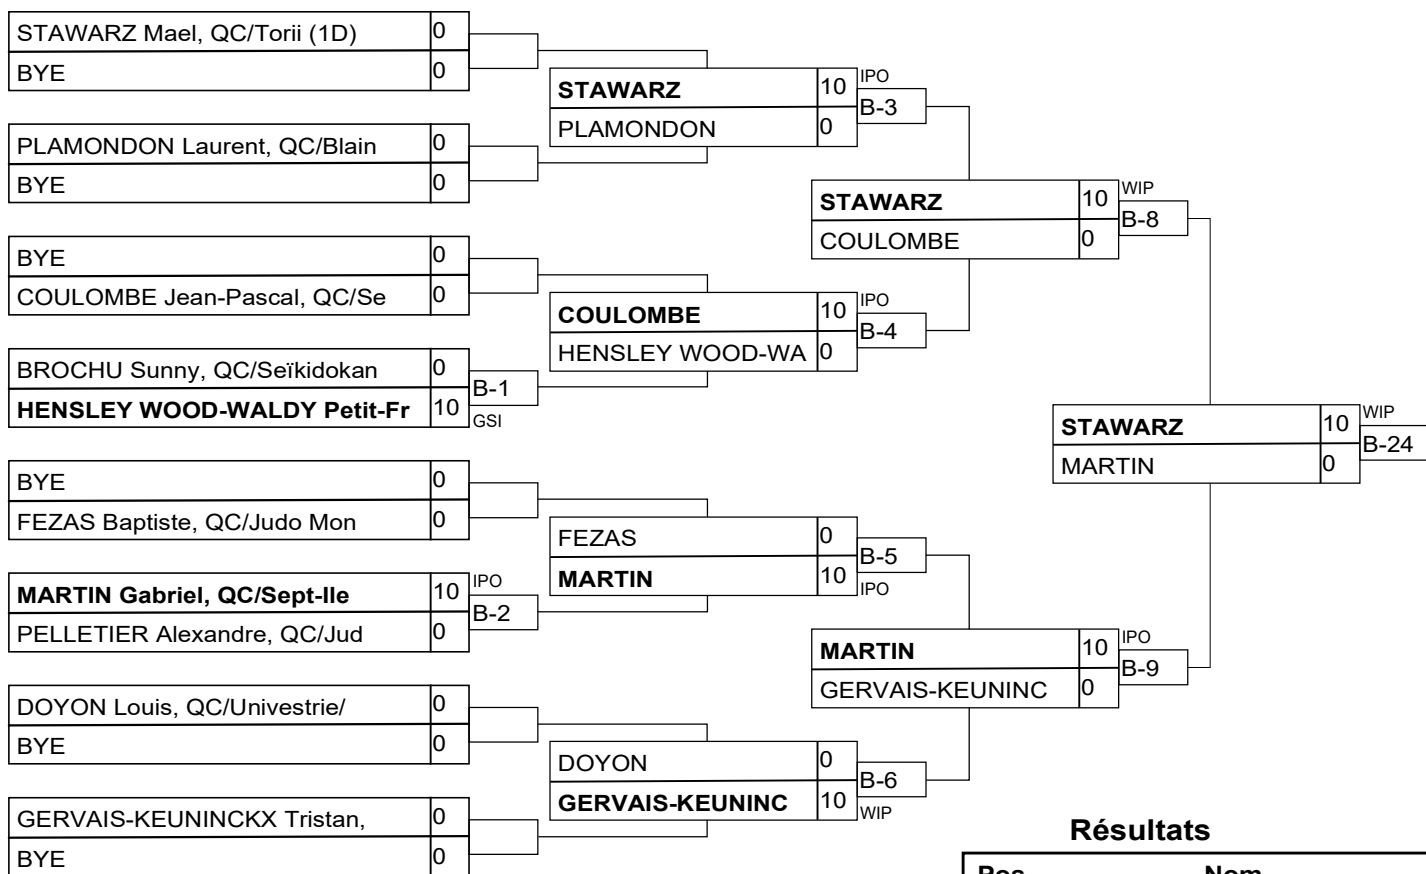 STAWARZ Mael, QC/Torii (1D) 0
BYE 0
PLAMONDON Laurent, QC/Blain 0
BYE 0
BYE 0
COULOMBE Jean-Pascal, QC/Se 0
BROCHU Sunny, QC/Seïkidokan 0
HENSLEY WOOD-WALDY Petit-Fr 10
B-1
GSI
BYE 0
FEZAS Baptiste, QC/Judo Mon 0
MARTIN Gabriel, QC/Sept-Ile 10
PELLETIER Alexandre, QC/Jud 0
IPO
B-2
DOYON Louis, QC/Univestrie/ 0
BYE 0
GERVAIS-KEUNINCKX Tristan, 0
BYE 0
STAWARZ 10
PLAMONDON 0
IPO
B-3
COULOMBE 10
HENSLEY WOOD-WA 0
IPO
B-4
FEZAS 0
MARTIN 10
B-5
IPO
DOYON 0
GERVAIS-KEUNINC 10
B-6
WIP
STAWARZ 10
COULOMBE 0
WIP
B-8
MARTIN 10
GERVAIS-KEUNINC 0
IPO
B-9
STAWARZ 10
MARTIN 0
WIP
B-24
Résultats
Pos Nom